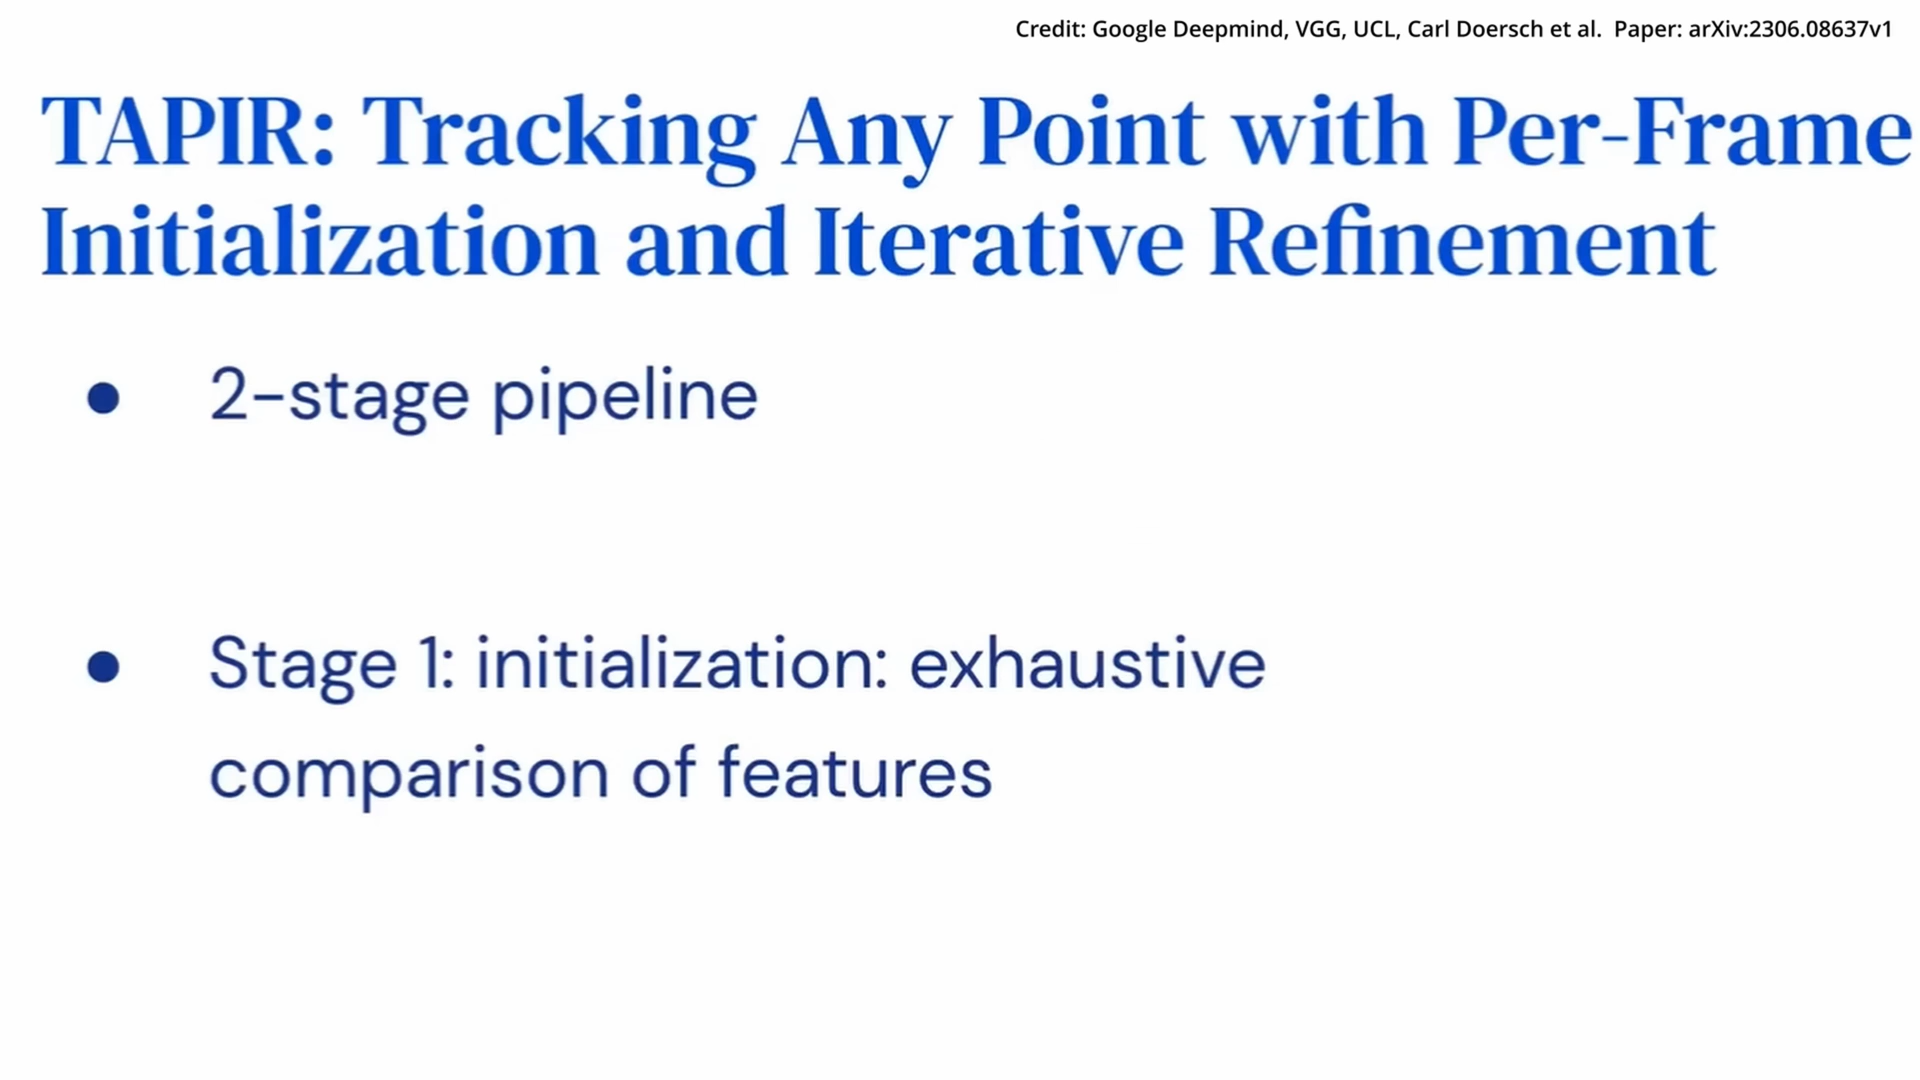 Credit: Google Deepmind, VGG, UCL, Carl Doersch et al.  Paper: arXiv:2306.08637v1
TAPIR: Tracking Any Point with Per-Frame
Initialization and Iterative Refinement
● 2-stage pipeline
● Stage 1: initialization: exhaustive
comparison of features